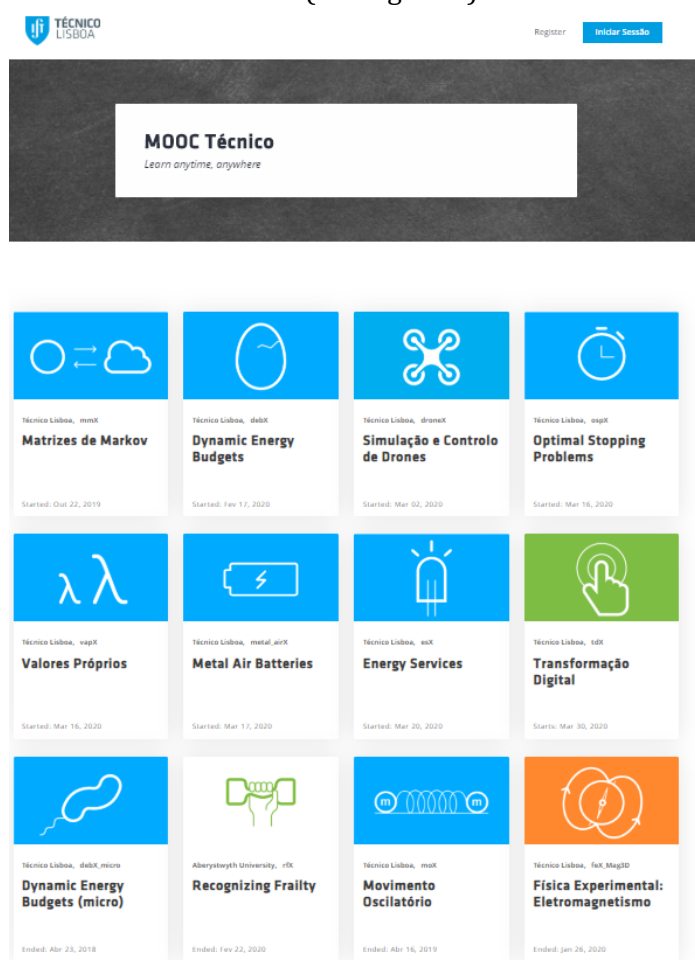 TÉCNICO
LISBOA
Register
Iniciar Sessão
MOOC Técnico
Learn anytime, anywhere
Técnico Lisboa, mmX
Matrizes de Markov
Started: Out 22, 2019
Técnico Lisboa, debX
Dynamic Energy
Budgets
Started: Fev 17, 2020
Técnico Lisboa, droneX
Simulação e Controlo
de Drones
Started: Mar 02, 2020
Técnico Lisboa, ospX
Optimal Stopping
Problems
Started: Mar 16, 2020
λ λ
Técnico Lisboa, vapX
Valores Próprios
Started: Mar 16, 2020
Técnico Lisboa, metal_airX
Metal Air Batteries
Started: Mar 17, 2020
Técnico Lisboa, esX
Energy Services
Started: Mar 20, 2020
Técnico Lisboa, tdX
Transformação
Digital
Starts: Mar 30, 2020
Técnico Lisboa, debX_micro
Dynamic Energy
Budgets (micro)
Ended: Abr 23, 2018
Aberystwyth University, rfX
Recognizing Frailty
Ended: Fev 22, 2020
m m
Técnico Lisboa, moX
Movimento
Oscilatório
Ended: Abr 16, 2019
Técnico Lisboa, feX_Mag3D
Física Experimental:
Eletromagnetismo
Ended: Jan 26, 2020